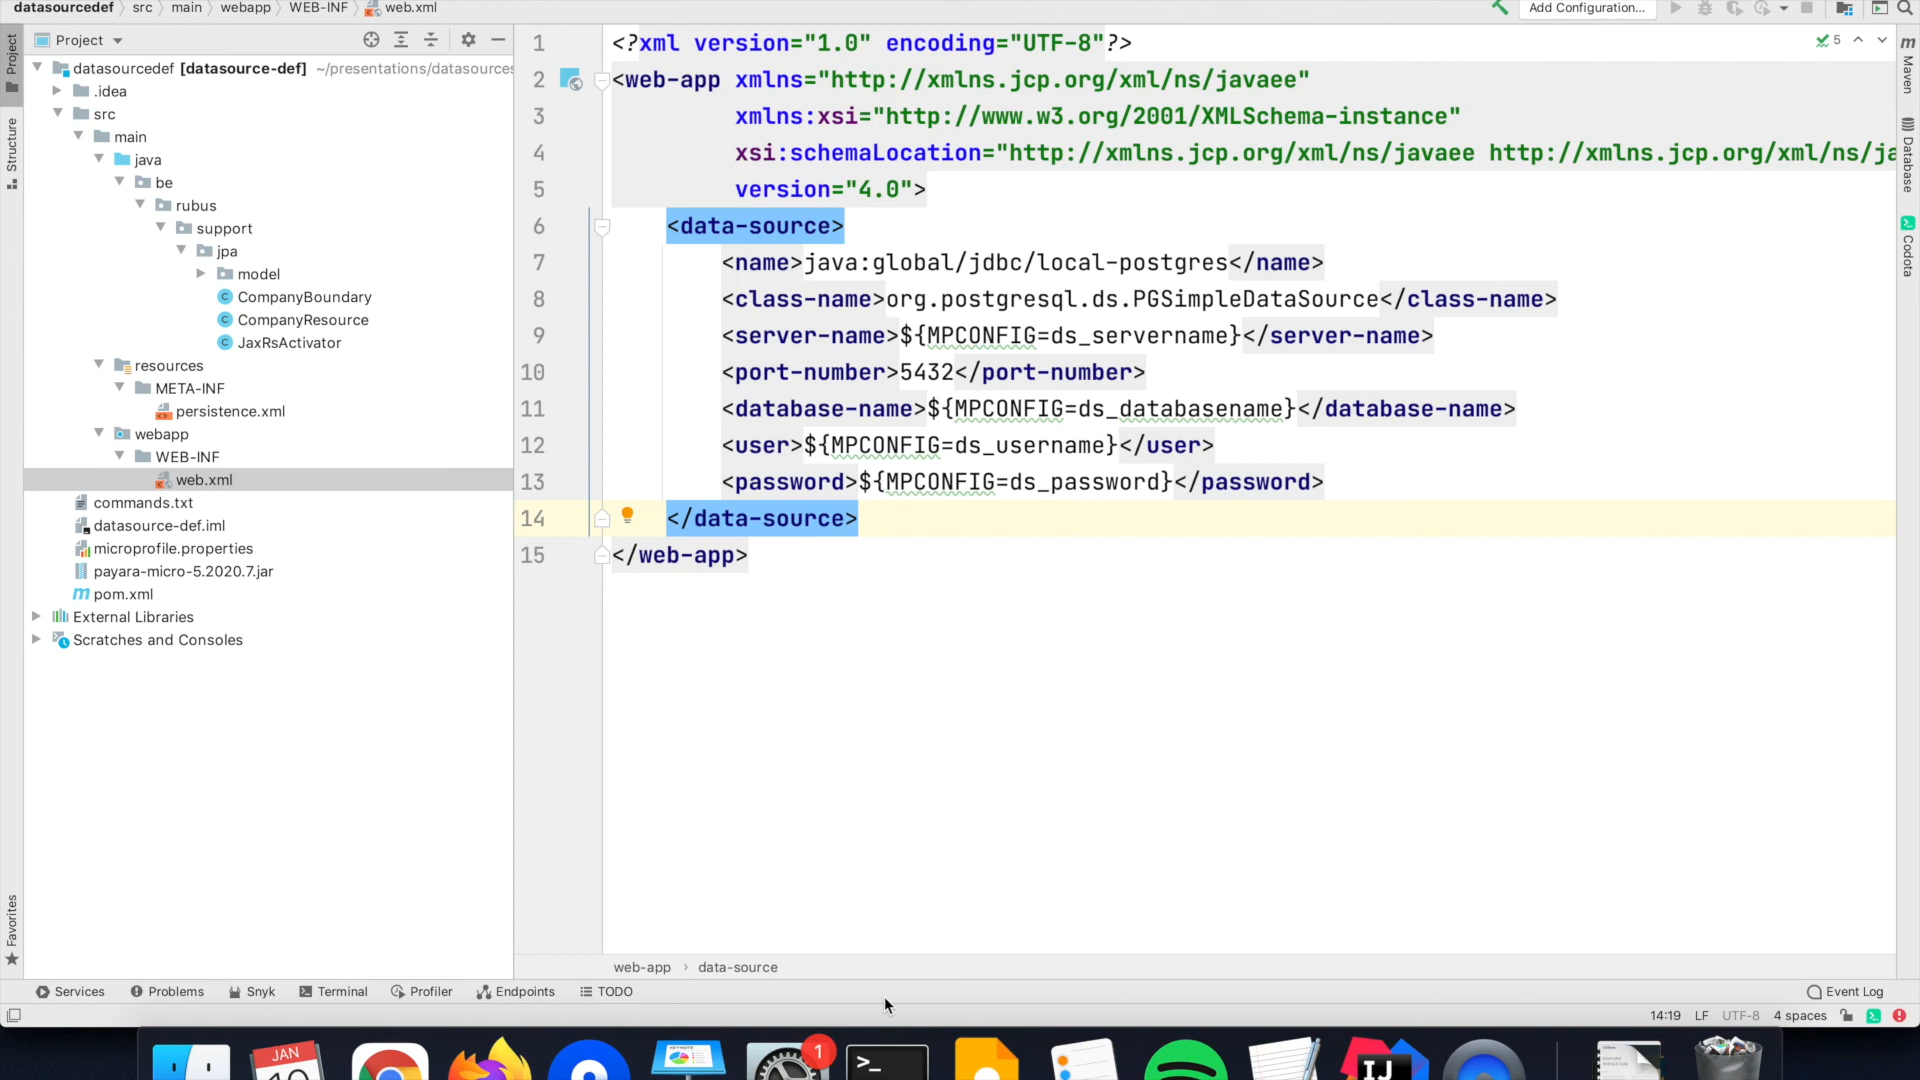 datasourcedef src main webapp WEB-INF web.xml
Add Configuration...
Project
datasourcedef [datasource-def] ~/presentations/datasources
.idea
src
main
java
be
rubus
support
jpa
model
CompanyBoundary
CompanyResource
JaxRsActivator
resources
META-INF
persistence.xml
webapp
WEB-INF
web.xml
commands.txt
datasource-def.iml
microprofile.properties
payara-micro-5.2020.7.jar
pom.xml
External Libraries
Scratches and Consoles
Project
Structure
Favorites
1 <?xml version="1.0" encoding="UTF-8"?>
2 <web-app xmlns="http://xmlns.jcp.org/xml/ns/javaee"
3 xmlns:xsi="http://www.w3.org/2001/XMLSchema-instance"
4 xsi:schemaLocation="http://xmlns.jcp.org/xml/ns/javaee http://xmlns.jcp.org/xml/ns/ja
5 version="4.0">
6 <data-source>
7 <name>java:global/jdbc/local-postgres</name>
8 <class-name>org.postgresql.ds.PGSimpleDataSource</class-name>
9 <server-name>${MPCONFIG=ds_servername}</server-name>
10 <port-number>5432</port-number>
11 <database-name>${MPCONFIG=ds_databasename}</database-name>
12 <user>${MPCONFIG=ds_username}</user>
13 <password>${MPCONFIG=ds_password}</password>
14 </data-source>
15 </web-app>
5
m
Maven
Database
Codota
web-app › data-source
Services Problems Snyk Terminal Profiler Endpoints TODO Event Log
14:19 LF UTF-8 4 spaces
JAN
1
>_
IJ